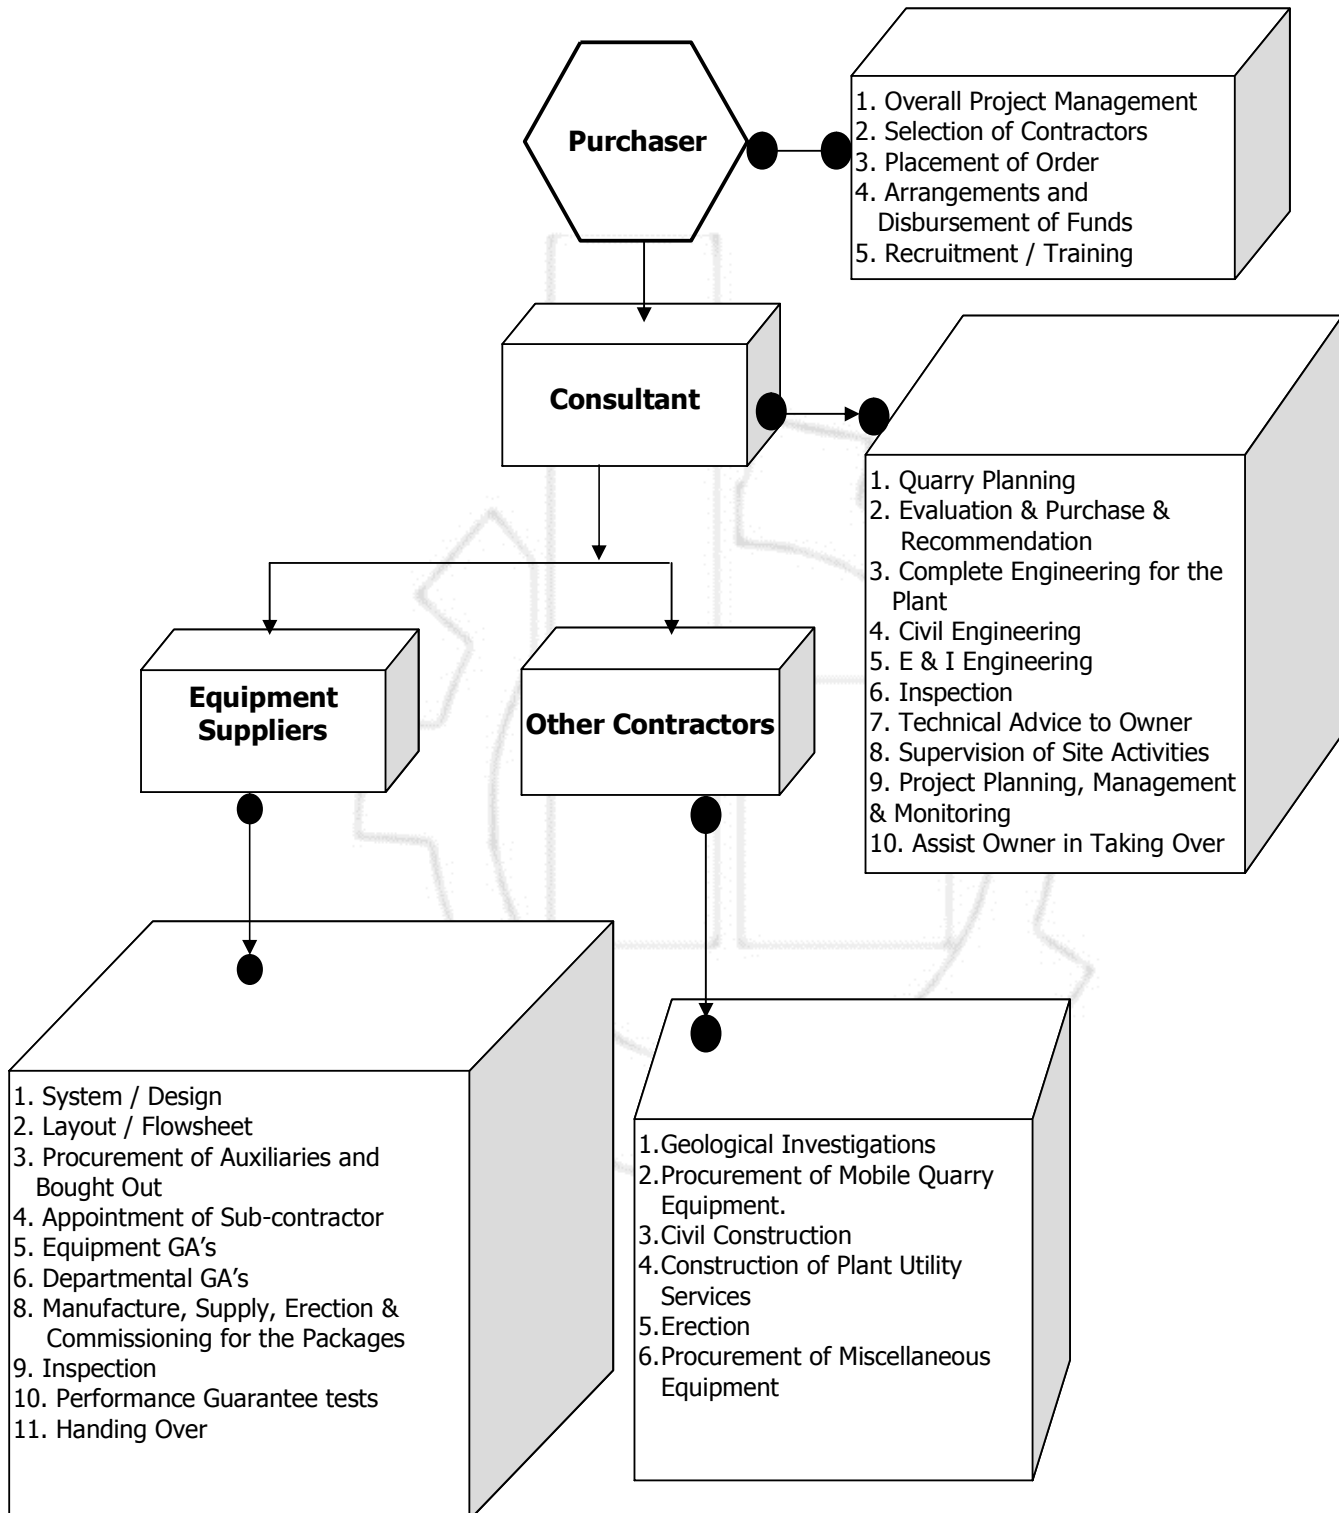 Purchaser
1. Overall Project Management
2. Selection of Contractors
3. Placement of Order
4. Arrangements and
Disbursement of Funds
5. Recruitment / Training
Consultant
1. Quarry Planning
2. Evaluation & Purchase &
Recommendation
3. Complete Engineering for the
Plant
4. Civil Engineering
5. E & I Engineering
6. Inspection
7. Technical Advice to Owner
8. Supervision of Site Activities
9. Project Planning, Management
& Monitoring
10. Assist Owner in Taking Over
Equipment
Suppliers
Other Contractors
1. System / Design
2. Layout / Flowsheet
3. Procurement of Auxiliaries and
Bought Out
4. Appointment of Sub-contractor
5. Equipment GA’s
6. Departmental GA’s
8. Manufacture, Supply, Erection &
Commissioning for the Packages
9. Inspection
10. Performance Guarantee tests
11. Handing Over
1.Geological Investigations
2.Procurement of Mobile Quarry
Equipment.
3.Civil Construction
4.Construction of Plant Utility
Services
5.Erection
6.Procurement of Miscellaneous
Equipment